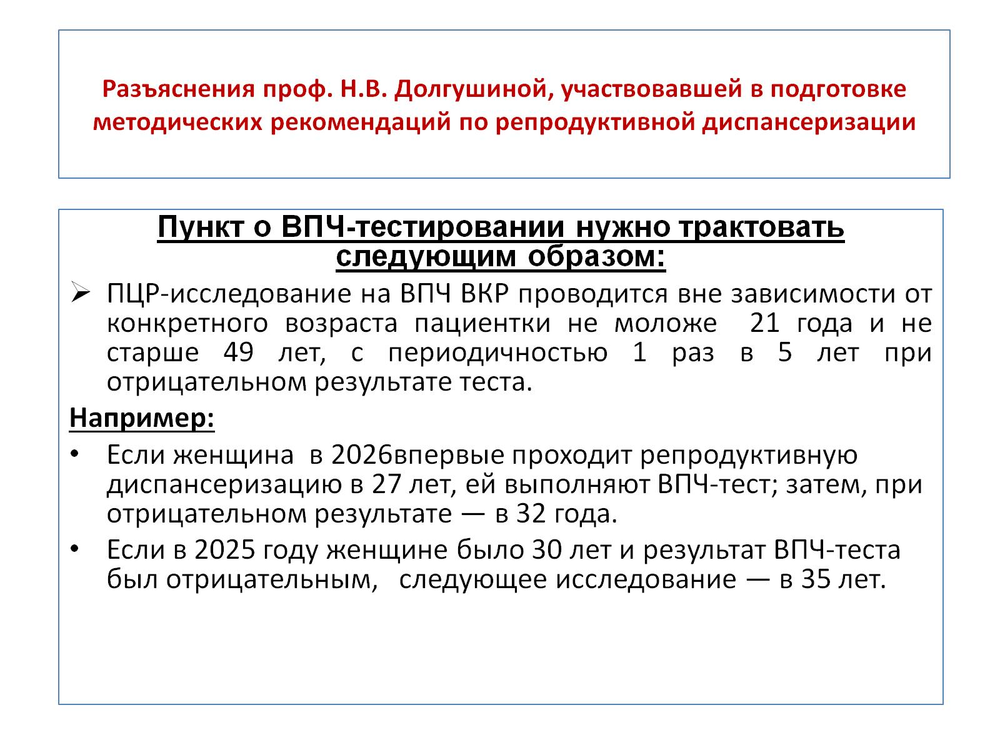 Разъяснения проф. Н.В. Долгушиной, участвовавшей в подготовке
методических рекомендаций по репродуктивной диспансеризации
Пункт о ВПЧ-тестировании нужно трактовать
следующим образом:
➢ ПЦР-исследование на ВПЧ ВКР проводится вне зависимости от
конкретного возраста пациентки не моложе 21 года и не
старше 49 лет, с периодичностью 1 раз в 5 лет при
отрицательном результате теста.
Например:
• Если женщина в 2026впервые проходит репродуктивную
диспансеризацию в 27 лет, ей выполняют ВПЧ-тест; затем, при
отрицательном результате — в 32 года.
• Если в 2025 году женщине было 30 лет и результат ВПЧ-теста
был отрицательным, следующее исследование — в 35 лет.